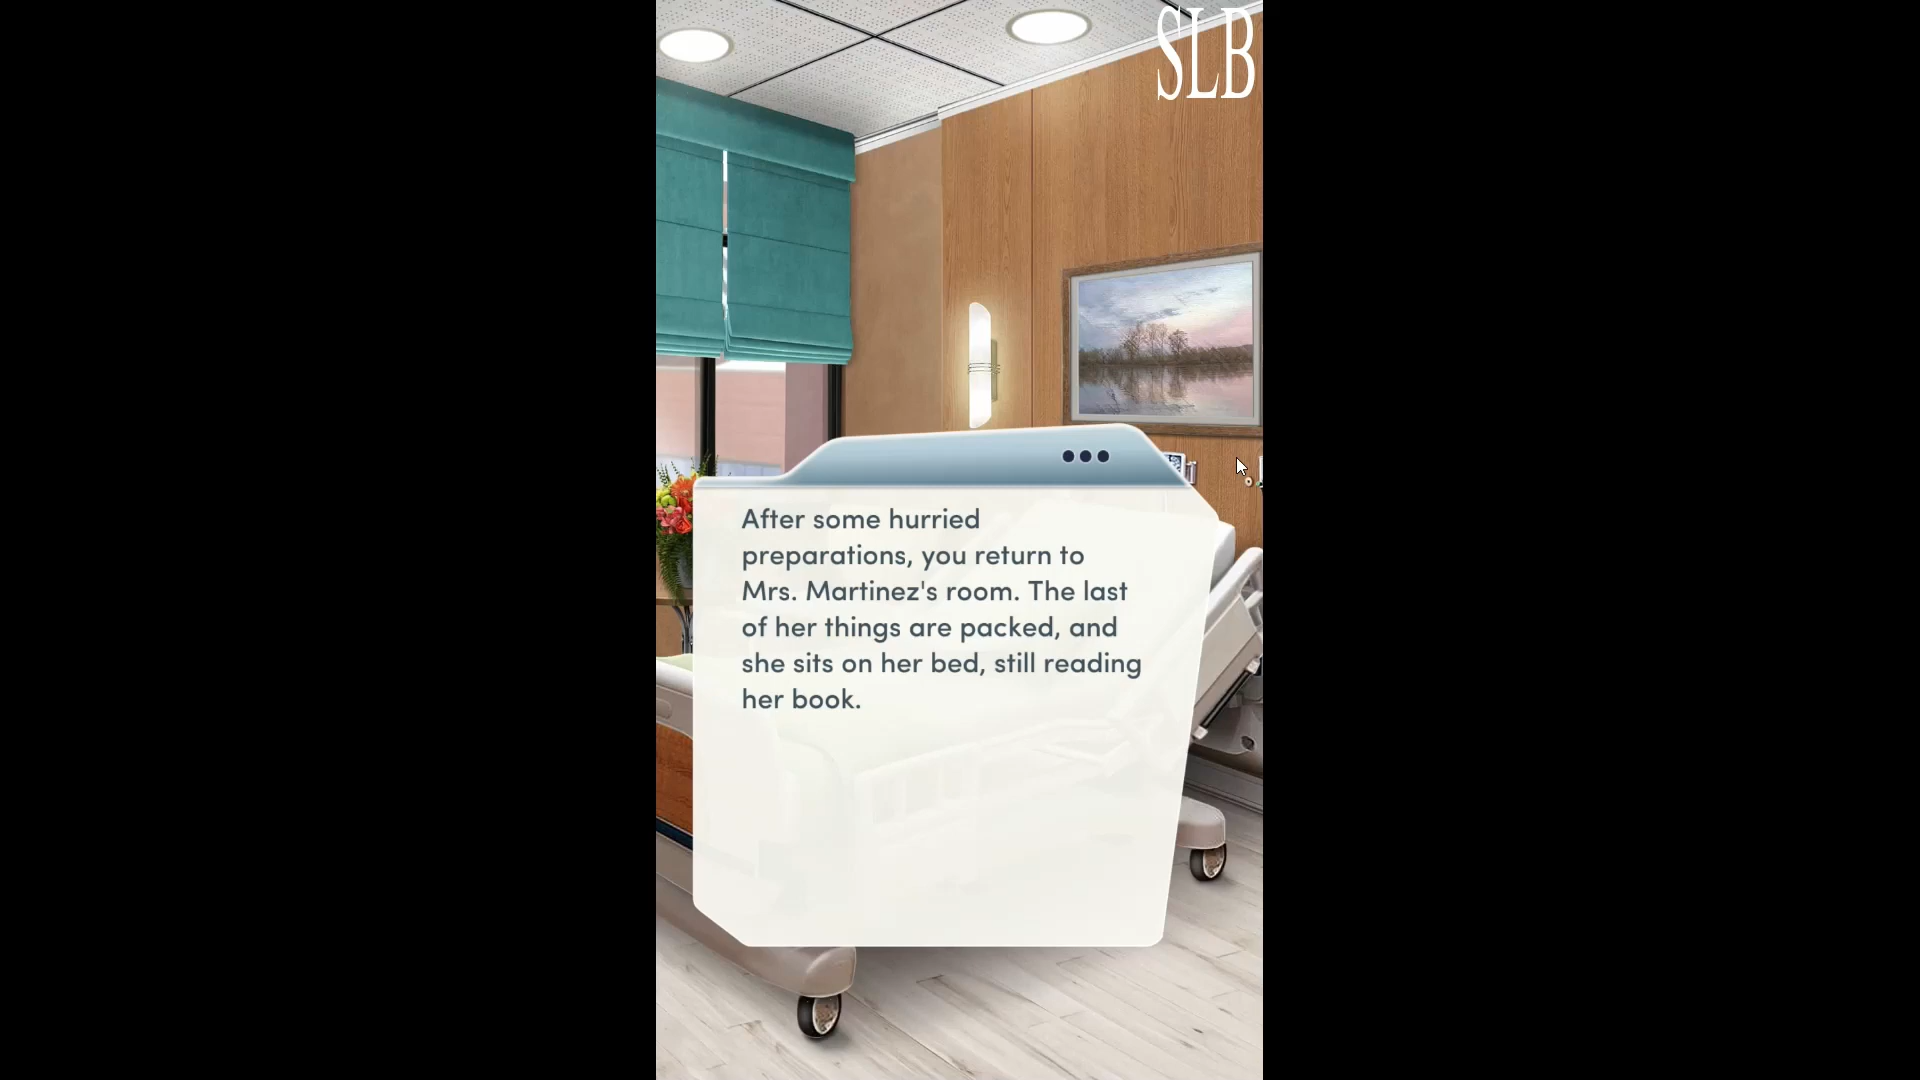 SLB
After some hurried
preparations, you return to
Mrs. Martinez's room. The last
of her things are packed, and
she sits on her bed, still reading
her book.